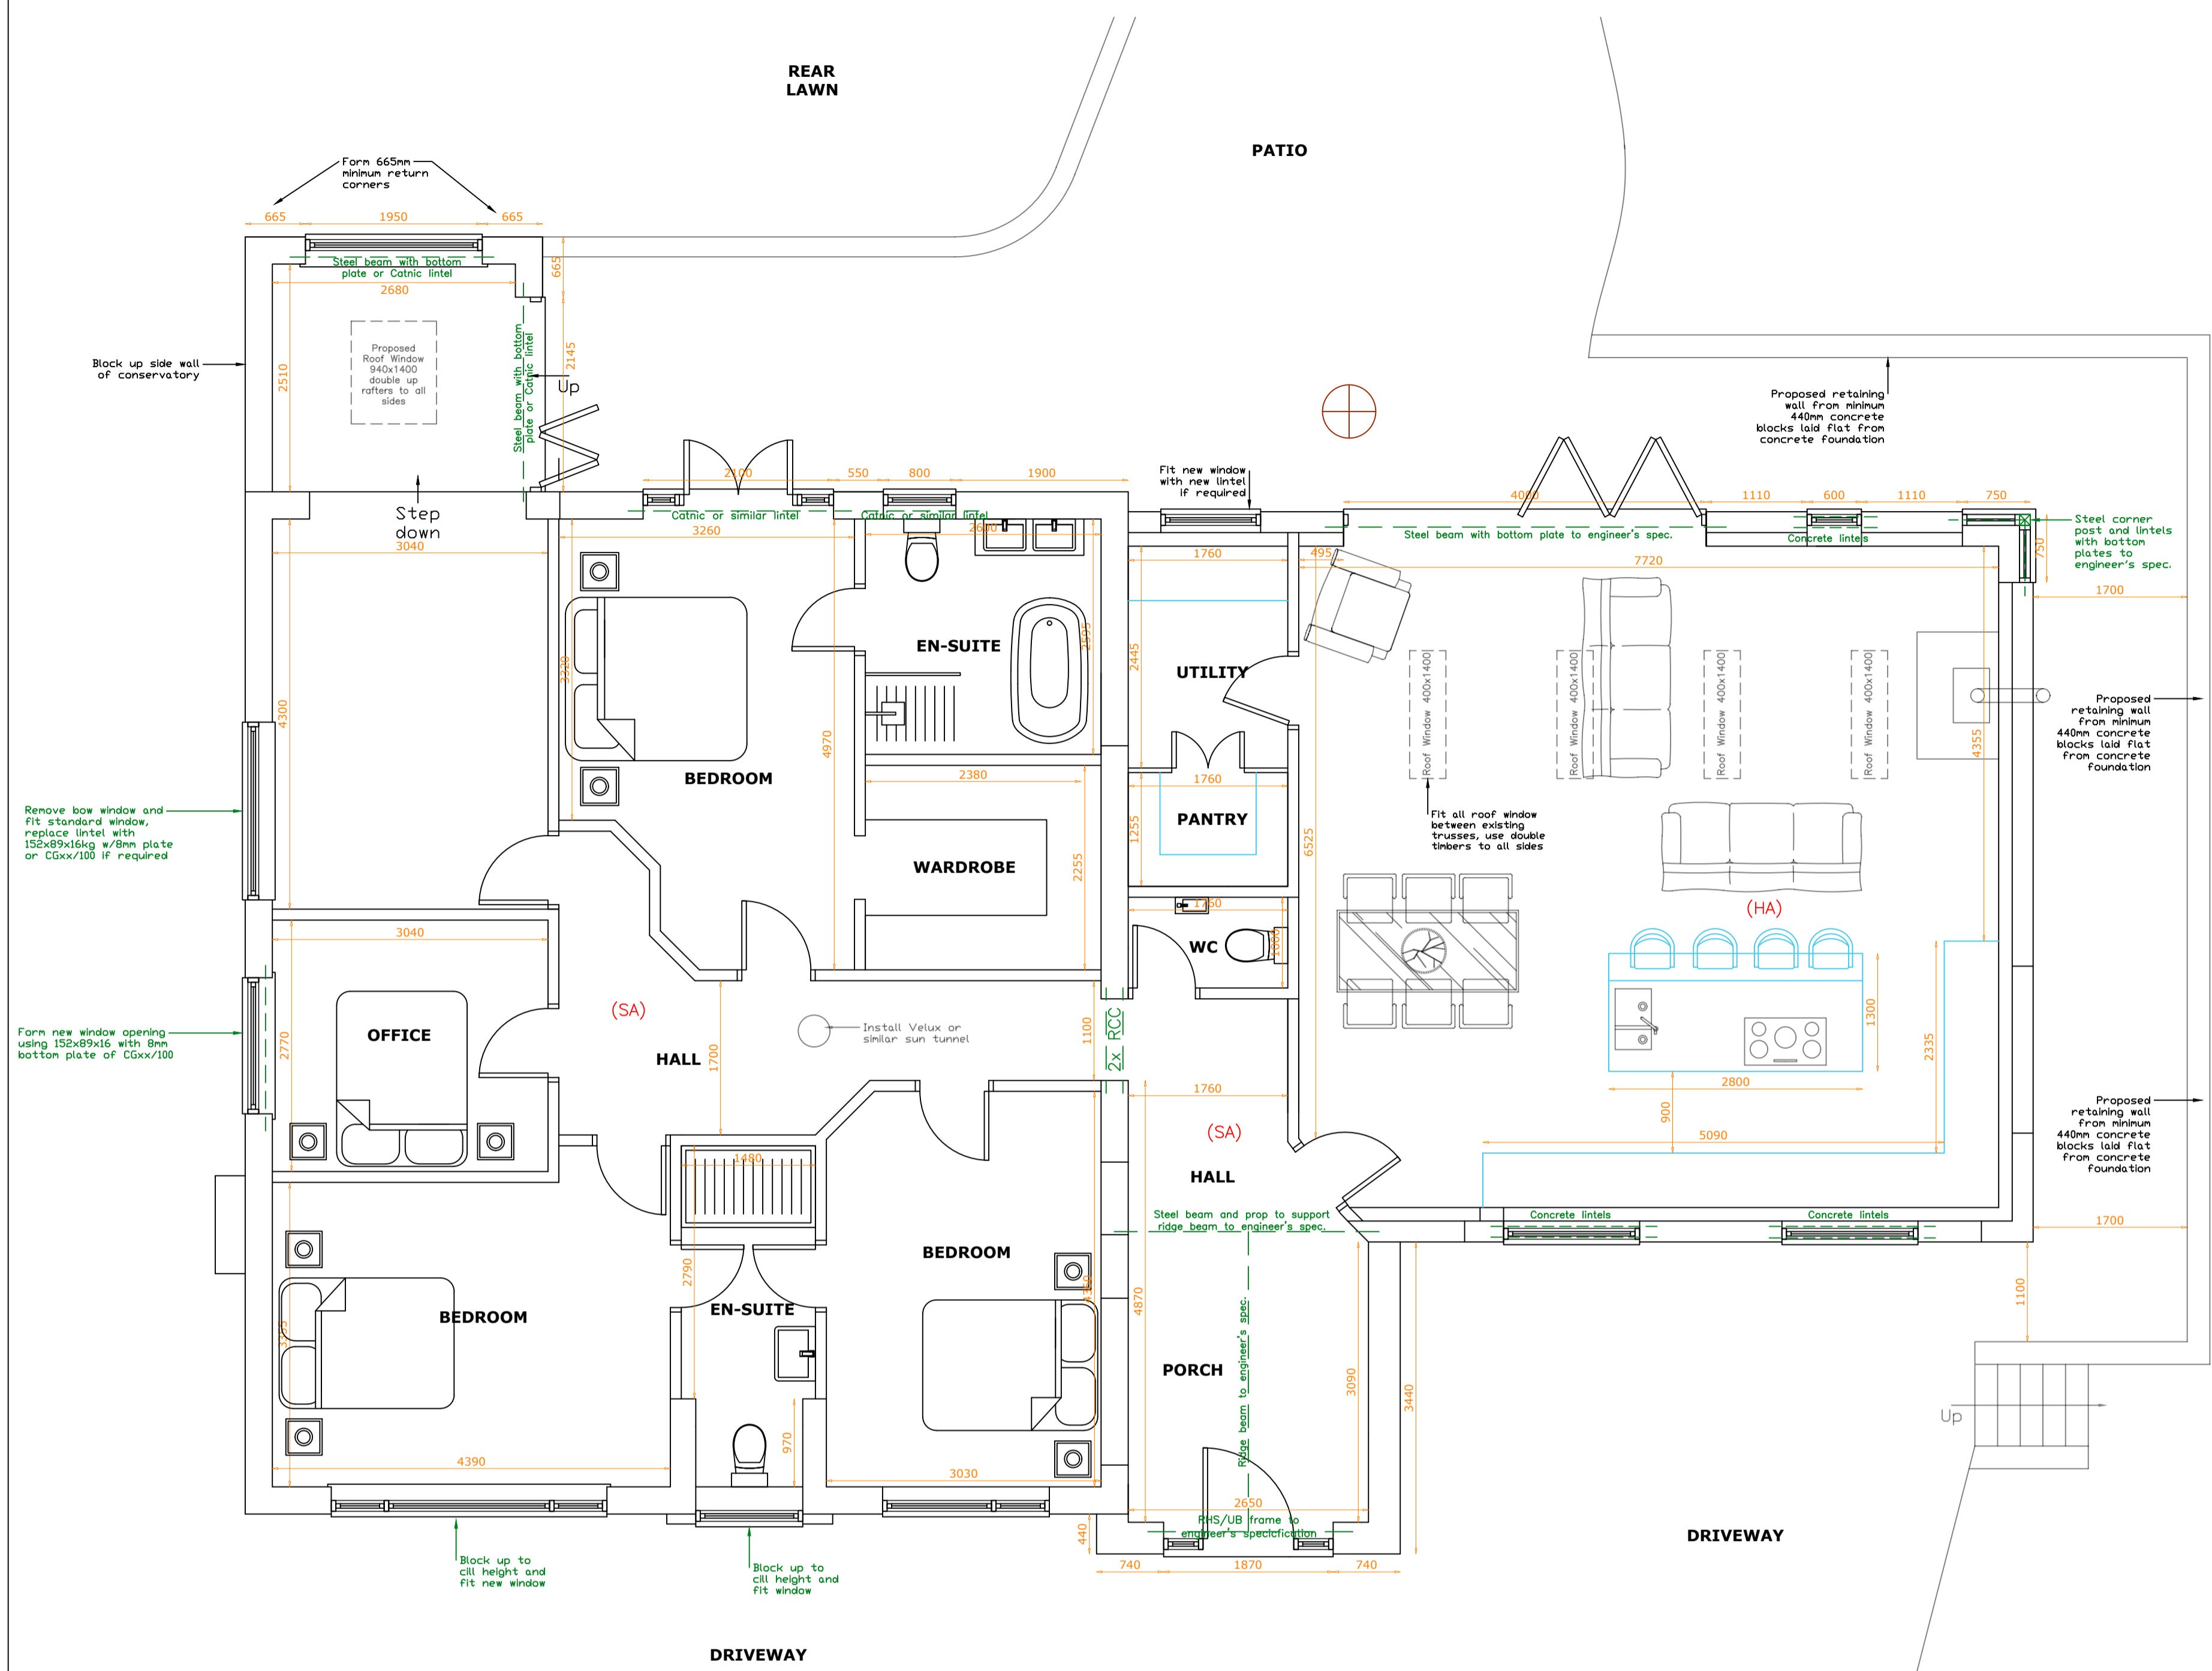 REAR
LAWN
PATIO
Form 665mm
minimum return
corners
665
1950
665
Steel beam with bottom
plate or Catnic lintel
2680
665
2145
2510
Proposed
Roof Window
940x1400
double up
rafters to all
sides
Steel beam with bottom
plate or Catnic lintel
Up
Block up side wall
of conservatory
Step
down
3040
4300
2100
550
800
1900
Catnic or similar lintel
Catnic or similar lintel
3260
2600
3320
4970
2595
EN-SUITE
BEDROOM
2380
WARDROBE
2255
Fit new window
with new lintel
if required
1760
2445
UTILITY
1760
PANTRY
1255
1760
WC
1000
4000
1110
600
1110
750
Steel beam with bottom plate to engineer's spec.
Concrete lintels
495
7720
750
Steel corner
post and lintels
with bottom
plates to
engineer's spec.
1700
Proposed retaining
wall from minimum
440mm concrete
blocks laid flat from
concrete foundation
Roof Window 400x1400
Roof Window 400x1400
Roof Window 400x1400
Roof Window 400x1400
4355
6525
Fit all roof window
between existing
trusses, use double
timbers to all sides
Proposed
retaining wall
from minimum
440mm concrete
blocks laid flat
from concrete
foundation
(HA)
1300
2335
2800
900
5090
Remove bow window and
fit standard window,
replace lintel with
152x89x16kg w/8mm plate
or CGxx/100 if required
Form new window opening
using 152x89x16 with 8mm
bottom plate of CGxx/100
3040
OFFICE
2770
(SA)
HALL
1700
Install Velux or
similar sun tunnel
1100
2x RCC
1760
(SA)
HALL
Steel beam and prop to support
ridge beam to engineer's spec.
Concrete lintels
Concrete lintels
Proposed
retaining wall
from minimum
440mm concrete
blocks laid flat
from concrete
foundation
1700
1100
1480
2790
EN-SUITE
970
BEDROOM
3355
4390
BEDROOM
3030
4870
PORCH
Ridge beam to engineer's spec.
3090
3440
2650
RHS/UB frame to
engineer's specicfication
440
740
1870
740
Up
Block up to
cill height and
fit new window
Block up to
cill height and
fit window
DRIVEWAY
DRIVEWAY